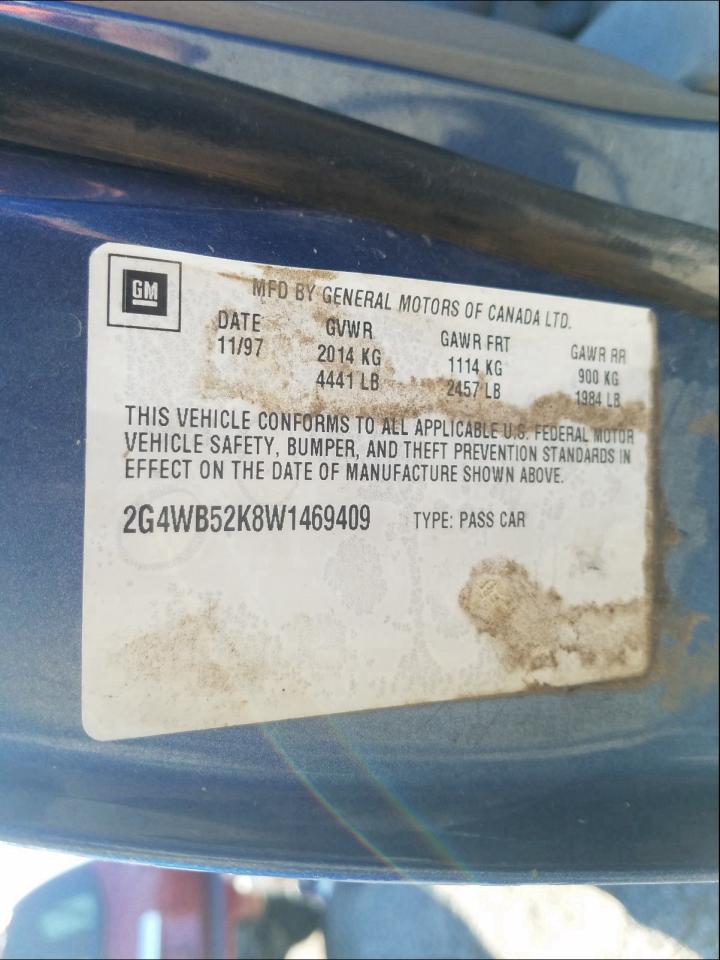 GM
MFD BY GENERAL MOTORS OF CANADA LTD.
DATE GVWR GAWR FRT GAWR RR
11/97 2014 KG 1114 KG 900 KG
4441 LB 2457 LB 1984 LB
THIS VEHICLE CONFORMS TO ALL APPLICABLE U.S. FEDERAL MOTOR
VEHICLE SAFETY, BUMPER, AND THEFT PREVENTION STANDARDS IN
EFFECT ON THE DATE OF MANUFACTURE SHOWN ABOVE.
2G4WB52K8W1469409 TYPE: PASS CAR